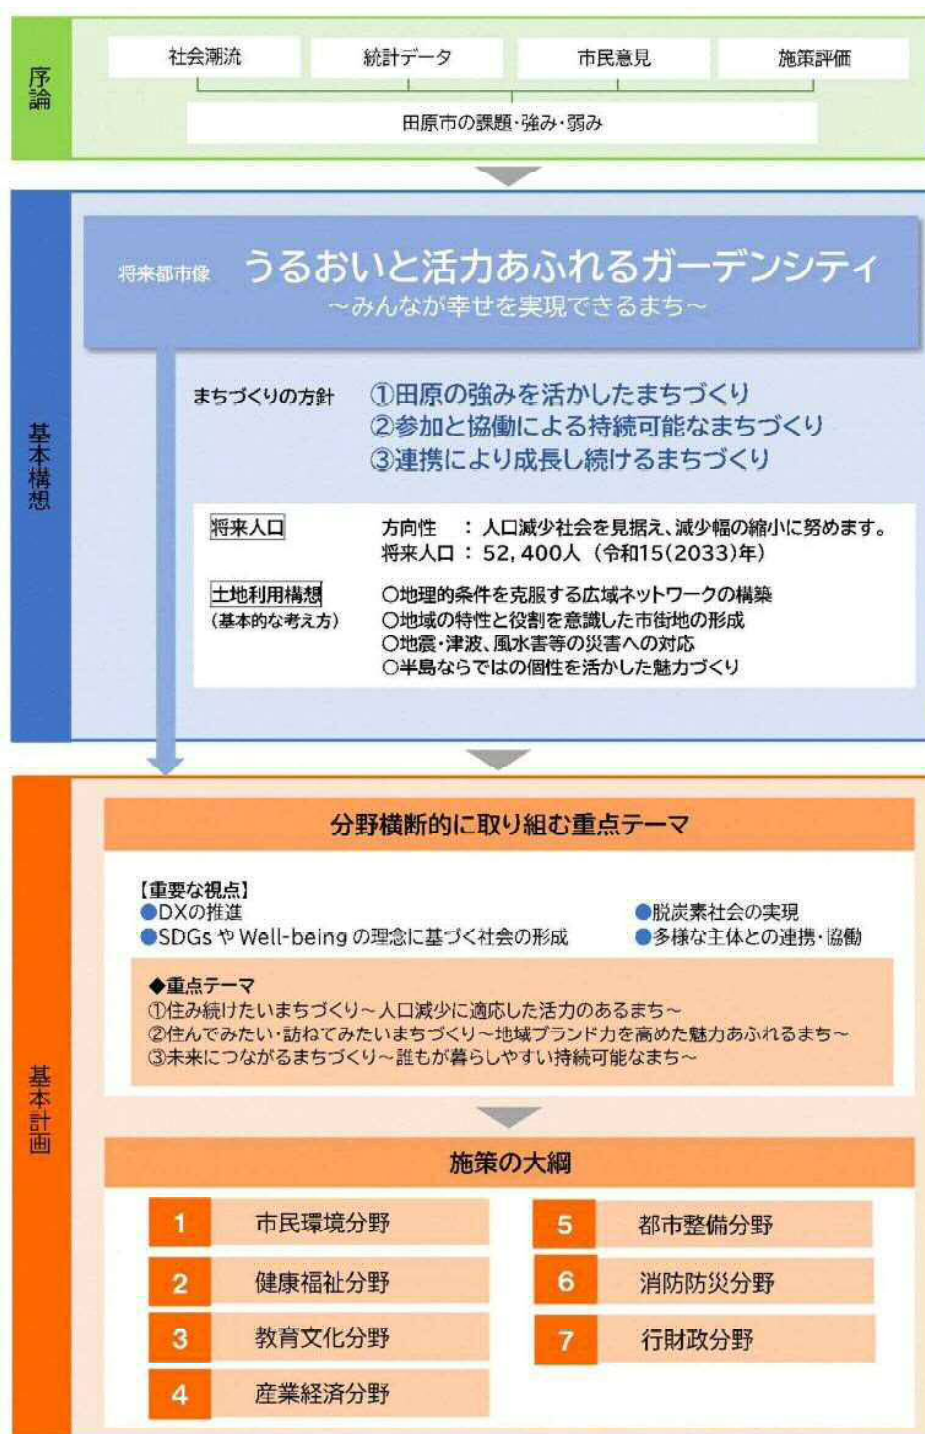 序論
社会潮流
統計データ
市民意見
施策評価
田原市の課題・強み・弱み
基本構想
将来都市像 うるおいと活力あふれるガーデンシティ
～みんなが幸せを実現できるまち～
まちづくりの方針 ①田原の強みを活かしたまちづくり
②参加と協働による持続可能なまちづくり
③連携により成長し続けるまちづくり
将来人口 方向性 ： 人口減少社会を見据え、減少幅の縮小に努めます。
将来人口 ： 52,400人 （令和15(2033)年）
土地利用構想 ○地理的条件を克服する広域ネットワークの構築
(基本的な考え方) ○地域の特性と役割を意識した市街地の形成
○地震・津波、風水害等の災害への対応
○半島ならではの個性を活かした魅力づくり
基本計画
分野横断的に取り組む重点テーマ
【重要な視点】
●DXの推進 ●脱炭素社会の実現
●SDGs や Well-being の理念に基づく社会の形成 ●多様な主体との連携・協働
◆重点テーマ
①住み続けたいまちづくり～人口減少に適応した活力のあるまち～
②住んでみたい・訪ねてみたいまちづくり～地域ブランド力を高めた魅力あふれるまち～
③未来につながるまちづくり～誰もが暮らしやすい持続可能なまち～
施策の大綱
1 市民環境分野
2 健康福祉分野
3 教育文化分野
4 産業経済分野
5 都市整備分野
6 消防防災分野
7 行財政分野